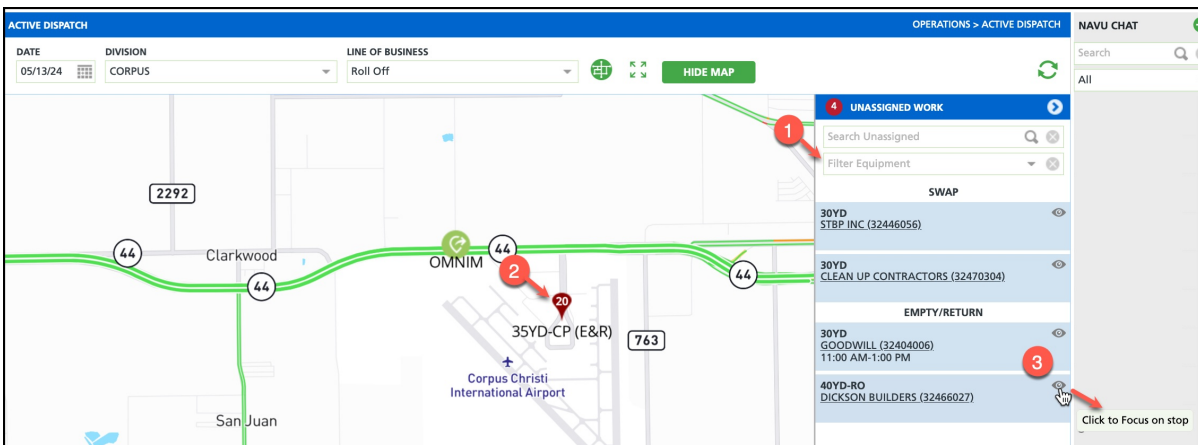 ACTIVE DISPATCH
OPERATIONS > ACTIVE DISPATCH
NAVU CHAT
DATE
DIVISION
LINE OF BUSINESS
05/13/24
CORPUS
Roll Off
HIDE MAP
Search
All
4 UNASSIGNED WORK
1
Search Unassigned
Filter Equipment
SWAP
30YD
STBP INC (32446056)
30YD
CLEAN UP CONTRACTORS (32470304)
EMPTY/RETURN
30YD
GOODWILL (32404006)
11:00 AM-1:00 PM
3
40YD-RO
DICKSON BUILDERS (32466027)
Click to Focus on stop
2292
44
Clarkwood
44
OMNIM
44
44
2
20
35YD-CP (E&R)
763
Corpus Christi
International Airport
San Juan